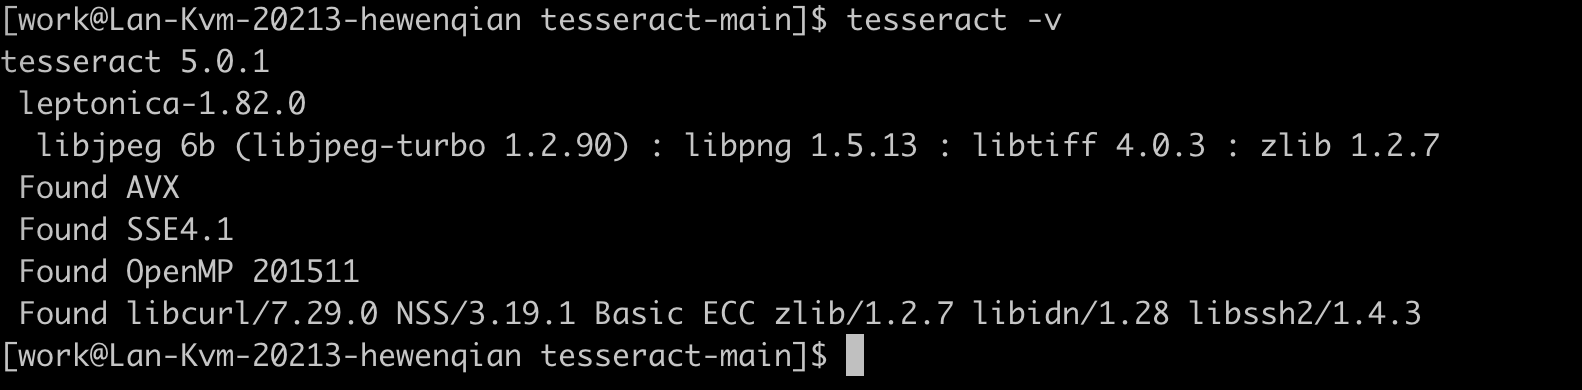 [work@Lan-Kvm-20213-hewenqian tesseract-main]$ tesseract -v
tesseract 5.0.1
 leptonica-1.82.0
  libjpeg 6b (libjpeg-turbo 1.2.90) : libpng 1.5.13 : libtiff 4.0.3 : zlib 1.2.7
 Found AVX
 Found SSE4.1
 Found OpenMP 201511
 Found libcurl/7.29.0 NSS/3.19.1 Basic ECC zlib/1.2.7 libidn/1.28 libssh2/1.4.3
[work@Lan-Kvm-20213-hewenqian tesseract-main]$